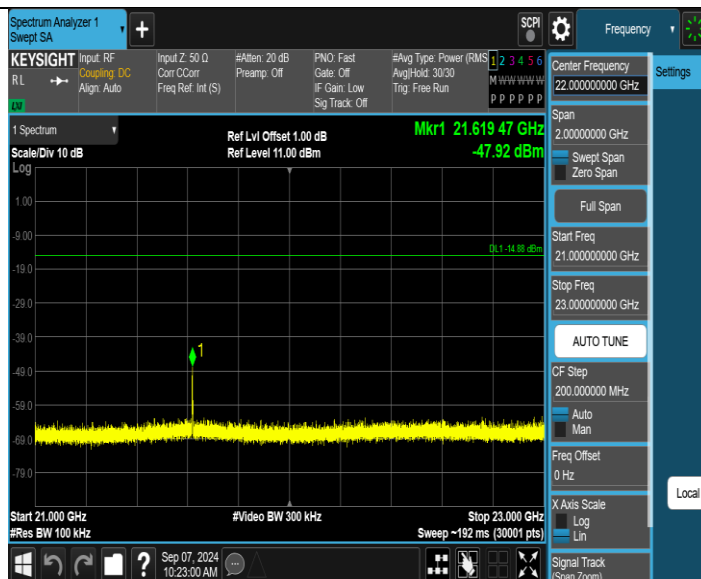 Spectrum Analyzer 1
Swept SA
+
SCPI
Frequency
KEYSIGHT
RL
LXI
Input: RF
Coupling: DC
Align: Auto
Input Z: 50 Ω
Corr CCorr
Freq Ref: Int (S)
#Atten: 20 dB
Preamp: Off
PNO: Fast
Gate: Off
IF Gain: Low
Sig Track: Off
#Avg Type: Power (RMS
Avg|Hold: 30/30
Trig: Free Run
1 2 3 4 5 6
M W W W W W
P P P P P P
1 Spectrum
Scale/Div 10 dB
Log
Ref Lvl Offset 1.00 dB
Ref Level 11.00 dBm
Mkr1 21.619 47 GHz
-47.92 dBm
1.00
-9.00
DL1 -14.88 dBm
-19.0
-29.0
-39.0
1
-49.0
-59.0
-69.0
-79.0
Start 21.000 GHz
#Res BW 100 kHz
#Video BW 300 kHz
Stop 23.000 GHz
Sweep ~192 ms (30001 pts)
?
Sep 07, 2024
10:23:00 AM
Center Frequency
22.000000000 GHz
Span
2.00000000 GHz
Swept Span
Zero Span
Full Span
Start Freq
21.000000000 GHz
Stop Freq
23.000000000 GHz
AUTO TUNE
CF Step
200.000000 MHz
Auto
Man
Freq Offset
0 Hz
X Axis Scale
Log
Lin
Signal Track
(Span Zoom)
Settings
Local